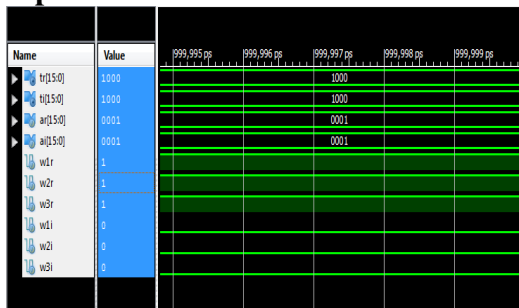 Name Value 999,995 ps 999,996 ps 999,997 ps 999,998 ps 999,999 ps
tr[15:0] 1000 1000
ti[15:0] 1000 1000
ar[15:0] 0001 0001
ai[15:0] 0001 0001
w1r 1
w2r 1
w3r 1
w1i 0
w2i 0
w3i 0